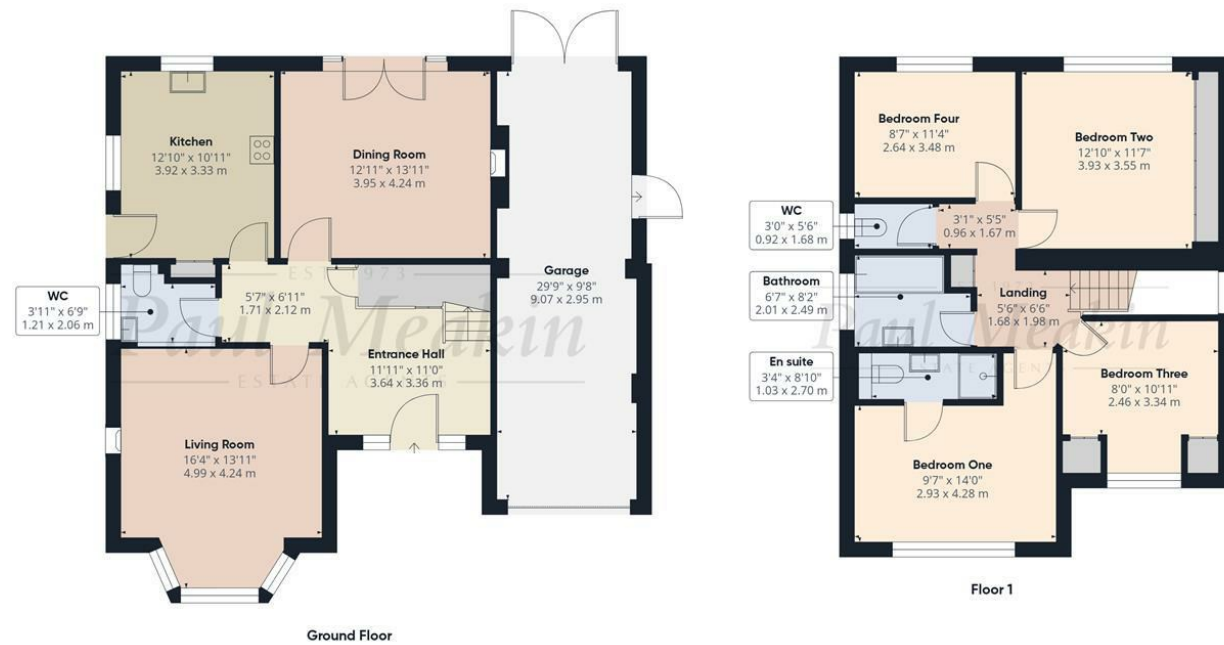 Kitchen
12'10" x 10'11"
3.92 x 3.33 m
Dining Room
12'11" x 13'11"
3.95 x 4.24 m
WC
3'11" x 6'9"
1.21 x 2.06 m
5'7" x 6'11"
1.71 x 2.12 m
Garage
29'9" x 9'8"
9.07 x 2.95 m
Entrance Hall
11'11" x 11'0"
3.64 x 3.36 m
Living Room
16'4" x 13'11"
4.99 x 4.24 m
Ground Floor
EST 1973
Paul Meakin
ESTATE AGENT
Bedroom Four
8'7" x 11'4"
2.64 x 3.48 m
Bedroom Two
12'10" x 11'7"
3.93 x 3.55 m
WC
3'0" x 5'6"
0.92 x 1.68 m
3'1" x 5'5"
0.96 x 1.67 m
Bathroom
6'7" x 8'2"
2.01 x 2.49 m
Landing
5'6" x 6'6"
1.68 x 1.98 m
En suite
3'4" x 8'10"
1.03 x 2.70 m
Bedroom Three
8'0" x 10'11"
2.46 x 3.34 m
Bedroom One
9'7" x 14'0"
2.93 x 4.28 m
Floor 1
Paul Meakin